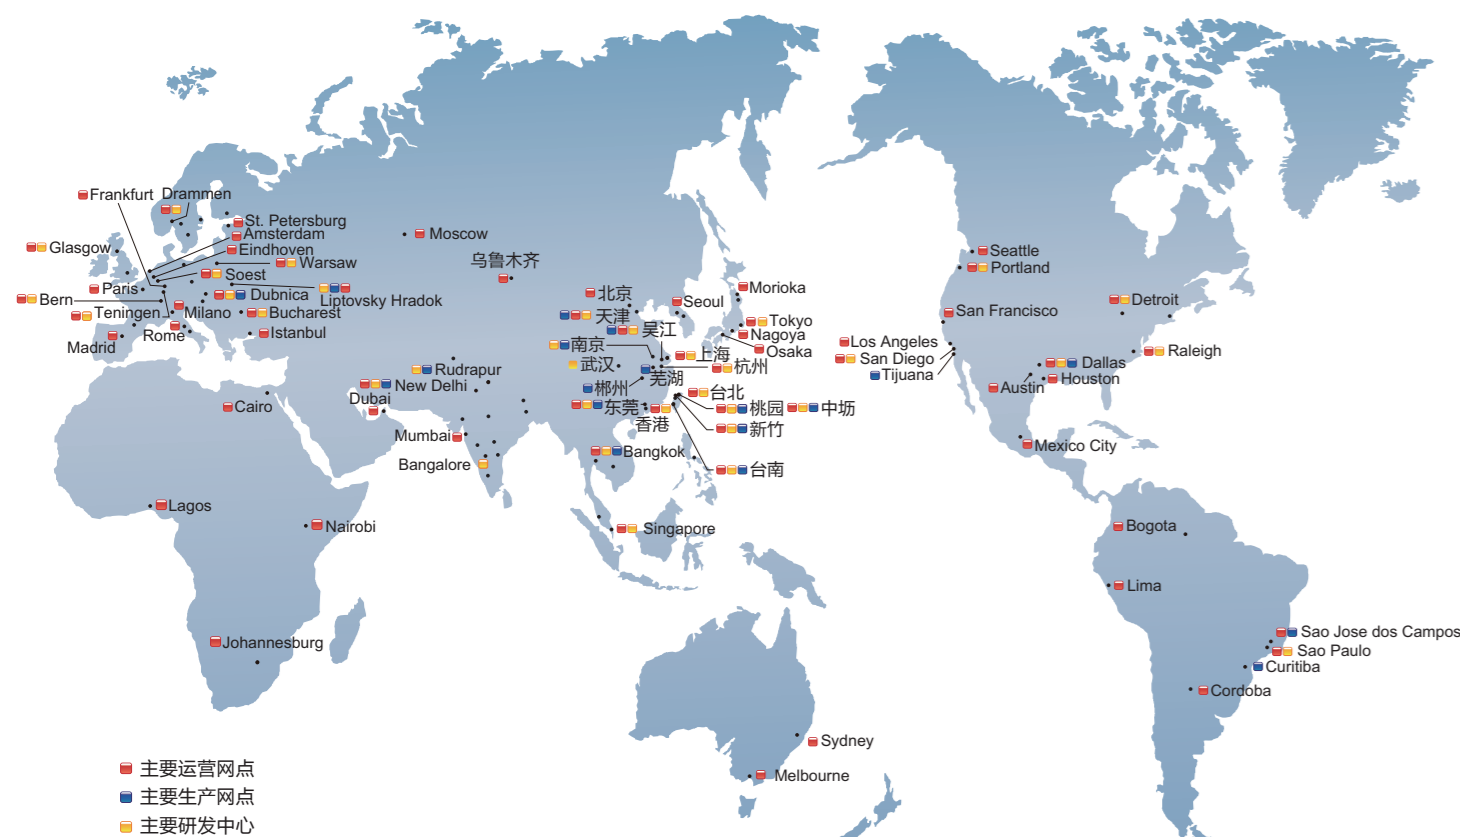 Frankfurt
Drammen
St. Petersburg
Amsterdam
Eindhoven
Glasgow
Warsaw
Soest
Paris
Bern
Dubnica
Liptovsky Hradok
Teningen
Milano
Bucharest
Rome
Istanbul
Madrid
Moscow
乌鲁木齐
北京
Seoul
Morioka
天津
吴江
Tokyo
Nagoya
南京
上海
Osaka
武汉
芜湖
杭州
Rudrapur
New Delhi
郴州
Dubai
Cairo
东莞
台北
香港
桃园
中坜
新竹
Mumbai
Bangalore
Bangkok
台南
Lagos
Nairobi
Singapore
Johannesburg
Sydney
Melbourne
Seattle
Portland
San Francisco
Detroit
Los Angeles
San Diego
Tijuana
Raleigh
Dallas
Austin
Houston
Mexico City
Bogota
Lima
Sao Jose dos Campos
Sao Paulo
Curitiba
Cordoba
主要运营网点
主要生产网点
主要研发中心